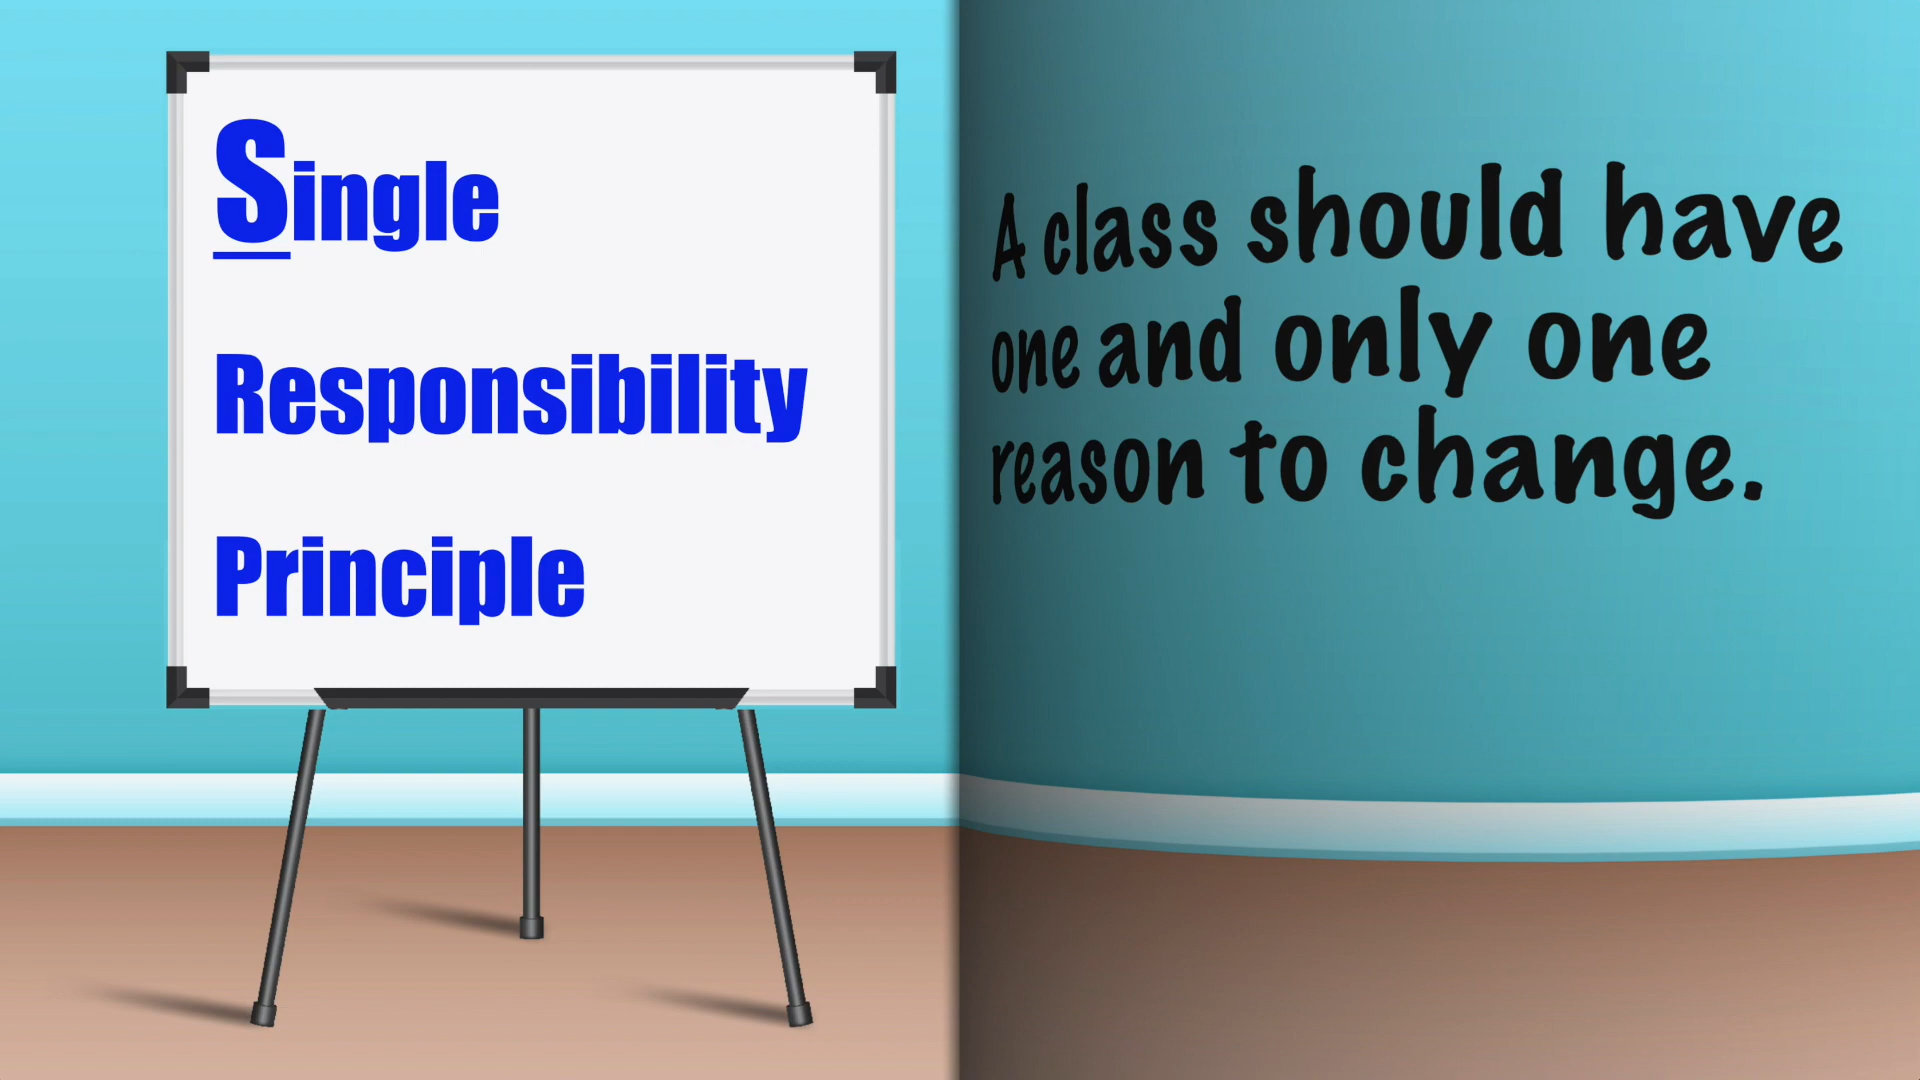 Single
Responsibility
Principle
A class should have
one and only one
reason to change.